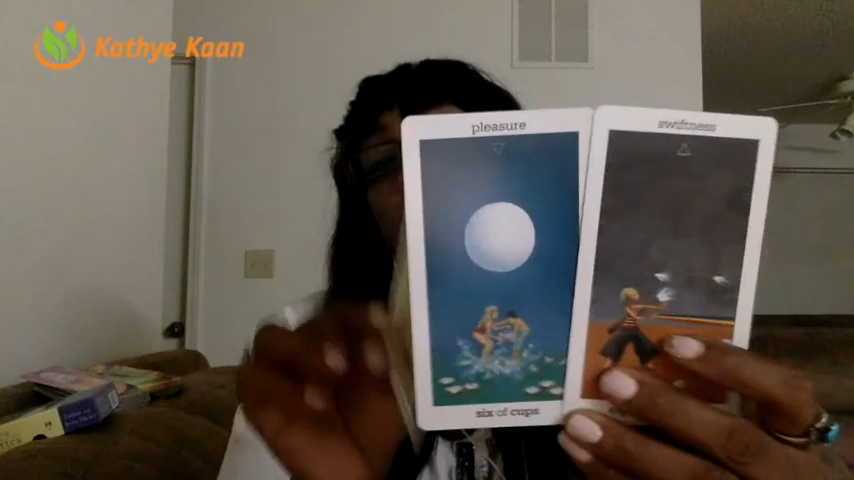 Kathye Kaan
pleasure
swiftness
six of cups